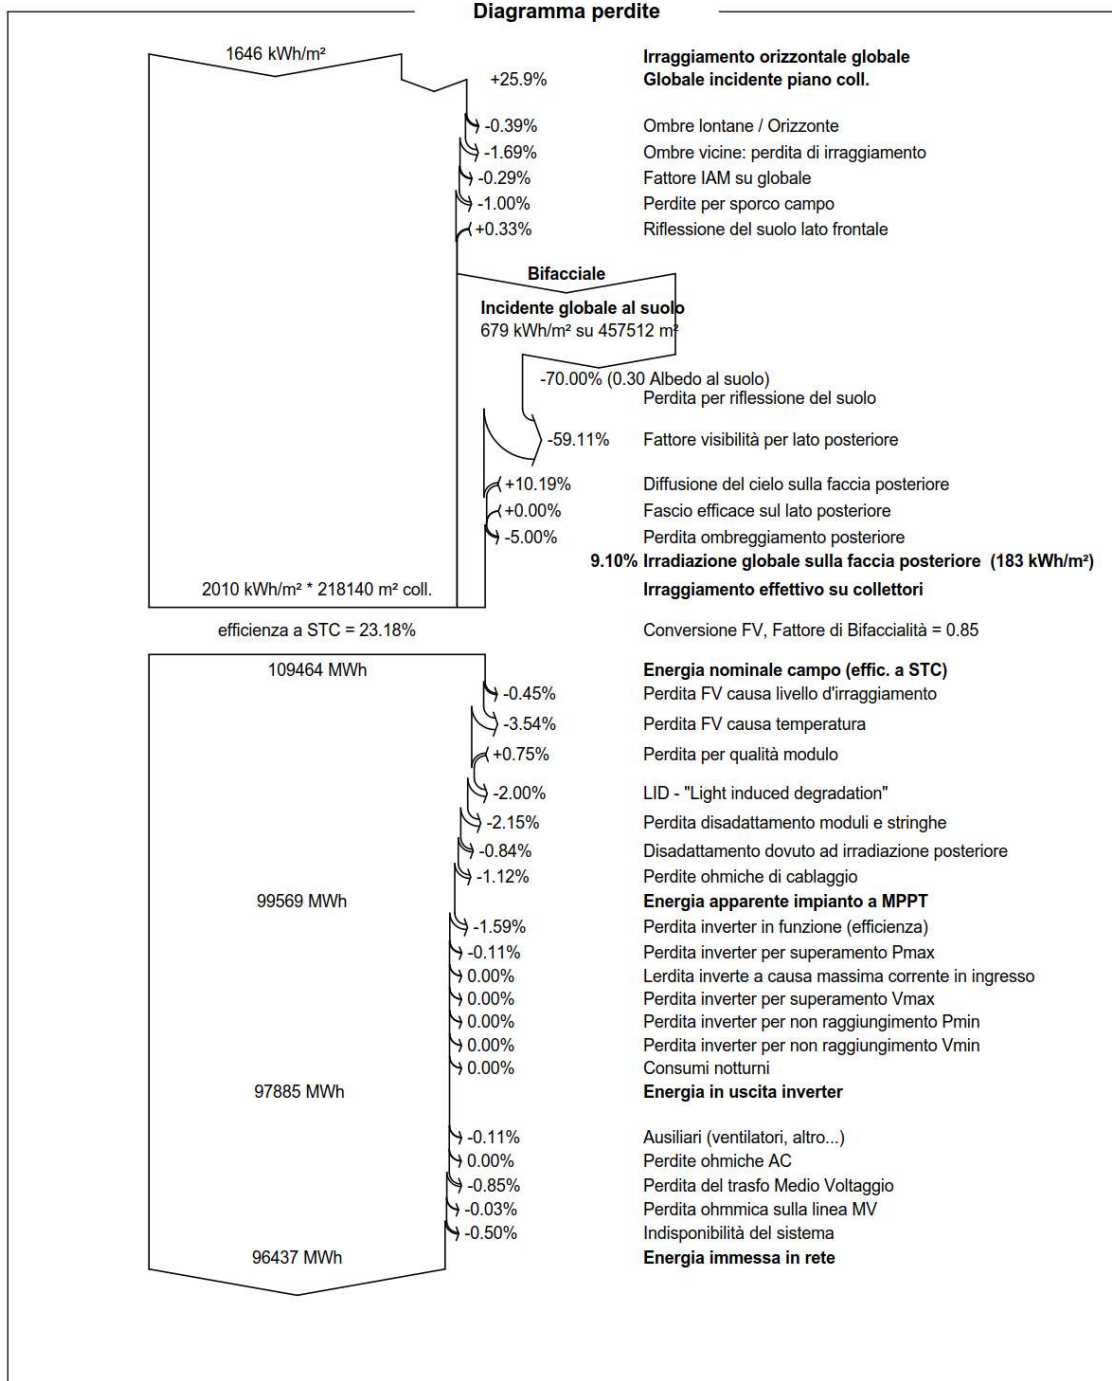 Diagramma perdite
1646 kWh/m²
Irraggiamento orizzontale globale
+25.9% Globale incidente piano coll.
-0.39% Ombre lontane / Orizzonte
-1.69% Ombre vicine: perdita di irraggiamento
-0.29% Fattore IAM su globale
-1.00% Perdite per sporco campo
+0.33% Riflessione del suolo lato frontale
Bifacciale
Incidente globale al suolo
679 kWh/m² su 457512 m²
-70.00% (0.30 Albedo al suolo)
Perdita per riflessione del suolo
-59.11% Fattore visibilità per lato posteriore
+10.19% Diffusione del cielo sulla faccia posteriore
+0.00% Fascio efficace sul lato posteriore
-5.00% Perdita ombreggiamento posteriore
9.10% Irradiazione globale sulla faccia posteriore (183 kWh/m²)
2010 kWh/m² * 218140 m² coll. Irraggiamento effettivo su collettori
efficienza a STC = 23.18% Conversione FV, Fattore di Bifaccialità = 0.85
109464 MWh Energia nominale campo (effic. a STC)
-0.45% Perdita FV causa livello d'irraggiamento
-3.54% Perdita FV causa temperatura
+0.75% Perdita per qualità modulo
-2.00% LID - "Light induced degradation"
-2.15% Perdita disadattamento moduli e stringhe
-0.84% Disadattamento dovuto ad irradiazione posteriore
-1.12% Perdite ohmiche di cablaggio
99569 MWh Energia apparente impianto a MPPT
-1.59% Perdita inverter in funzione (efficienza)
-0.11% Perdita inverter per superamento Pmax
0.00% Lerdita inverte a causa massima corrente in ingresso
0.00% Perdita inverter per superamento Vmax
0.00% Perdita inverter per non raggiungimento Pmin
0.00% Perdita inverter per non raggiungimento Vmin
0.00% Consumi notturni
97885 MWh Energia in uscita inverter
-0.11% Ausiliari (ventilatori, altro...)
0.00% Perdite ohmiche AC
-0.85% Perdita del trasfo Medio Voltaggio
-0.03% Perdita ohmmica sulla linea MV
-0.50% Indisponibilità del sistema
96437 MWh Energia immessa in rete